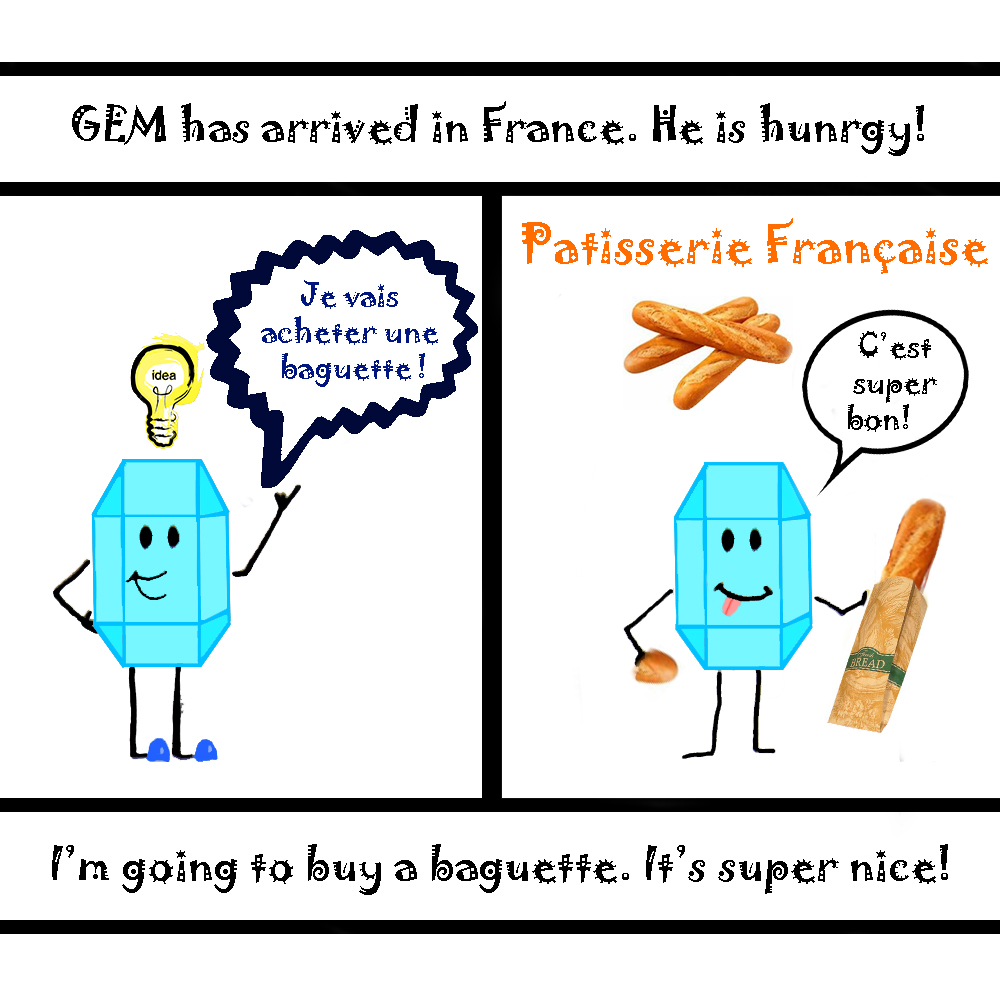 GEM has arrived in France. He is hunrgy!
idea
Je vais
acheter une
baguette!
Patisserie Française
C'est
super
bon!
BREAD
I'm going to buy a baguette. It's super nice!